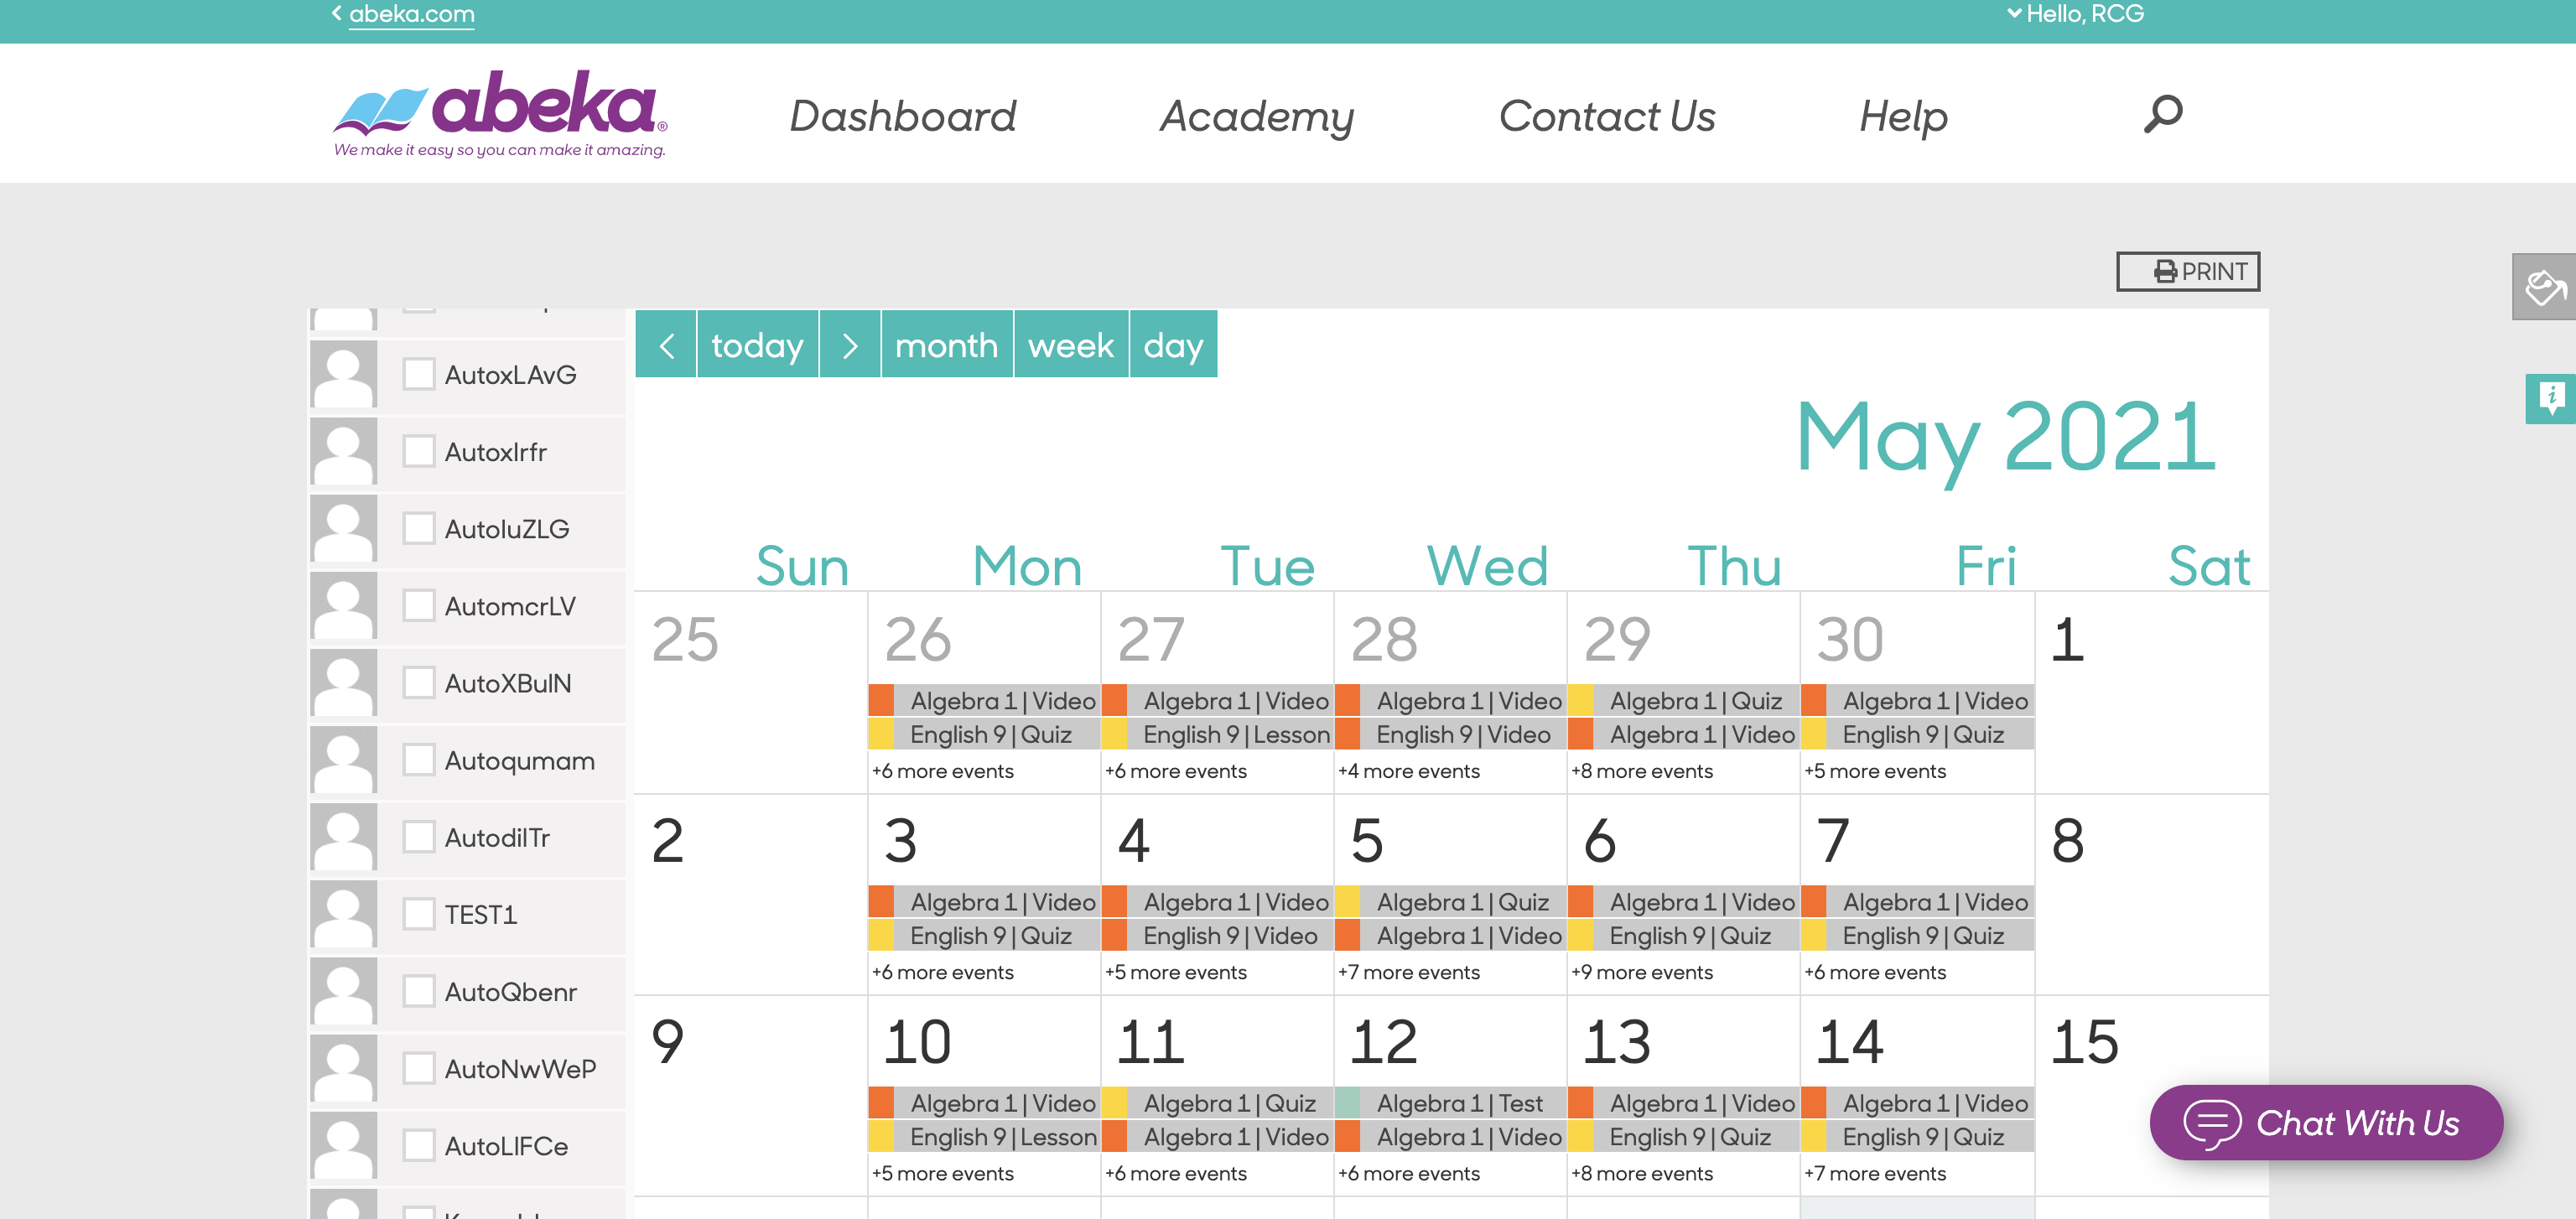 abeka.com
Hello, RCG
abeka®
We make it easy so you can make it amazing.
Dashboard
Academy
Contact Us
Help
PRINT
AutoxLAvG
Autoxlrfr
AutoluZLG
AutomcrLV
AutoXBulN
Autoqumam
AutodilTr
TEST1
AutoQbenr
AutoNwWeP
AutoLlFCe
today
month
week
day
May 2021
Sun Mon Tue Wed Thu Fri Sat
25 26 27 28 29 30 1
Algebra 1 | Video Algebra 1 | Video Algebra 1 | Video Algebra 1 | Quiz Algebra 1 | Video
English 9 | Quiz English 9 | Lesson English 9 | Video Algebra 1 | Video English 9 | Quiz
+6 more events +6 more events +4 more events +8 more events +5 more events
2 3 4 5 6 7 8
Algebra 1 | Video Algebra 1 | Video Algebra 1 | Quiz Algebra 1 | Video Algebra 1 | Video
English 9 | Quiz English 9 | Video Algebra 1 | Video English 9 | Quiz English 9 | Quiz
+6 more events +5 more events +7 more events +9 more events +6 more events
9 10 11 12 13 14 15
Algebra 1 | Video Algebra 1 | Quiz Algebra 1 | Test Algebra 1 | Video Algebra 1 | Video
English 9 | Lesson Algebra 1 | Video Algebra 1 | Video English 9 | Quiz English 9 | Quiz
+5 more events +6 more events +6 more events +8 more events +7 more events
Chat With Us